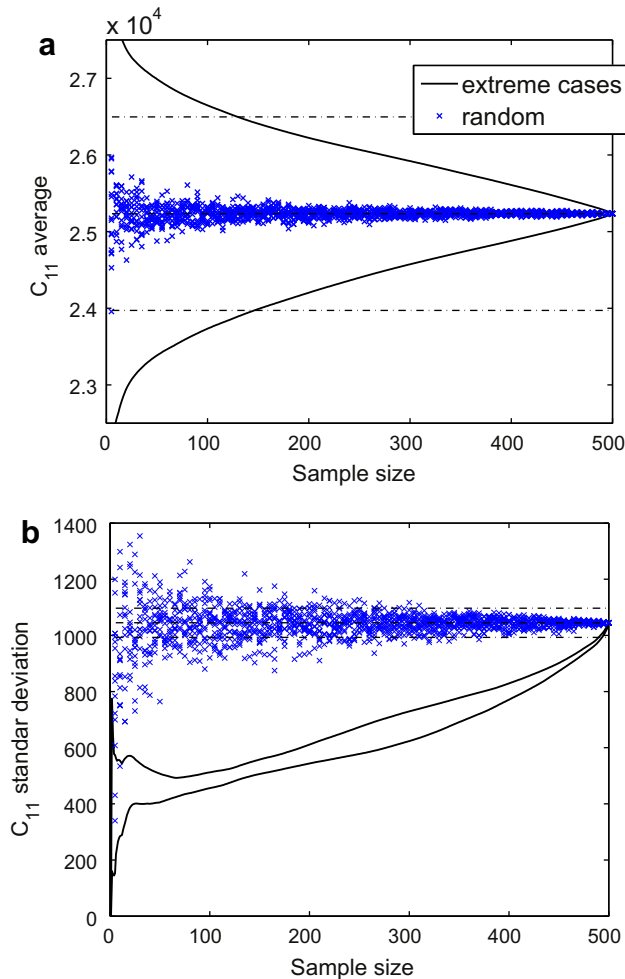 a
x 10⁴
2.7
2.6
2.5
2.4
2.3
C₁₁ average
extreme cases
random
0 100 200 300 400 500
Sample size
b
1400
1200
1000
800
600
400
200
0
C₁₁ standar deviation
0 100 200 300 400 500
Sample size